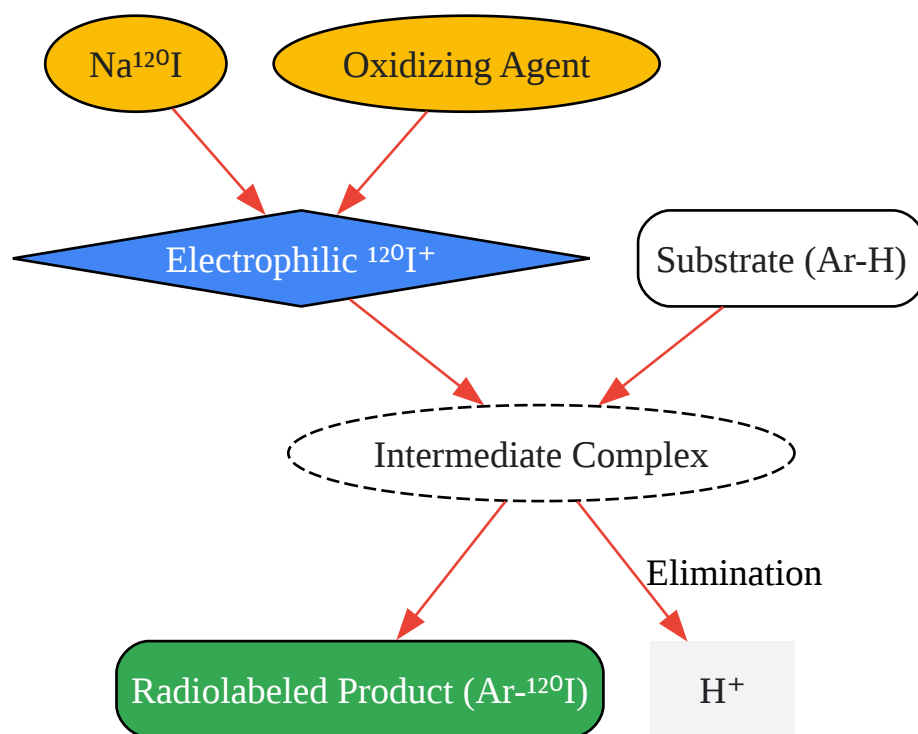 Na¹²⁰I
Oxidizing Agent
Electrophilic ¹²⁰I⁺
Substrate (Ar-H)
Intermediate Complex
Elimination
Radiolabeled Product (Ar-¹²⁰I)
H⁺